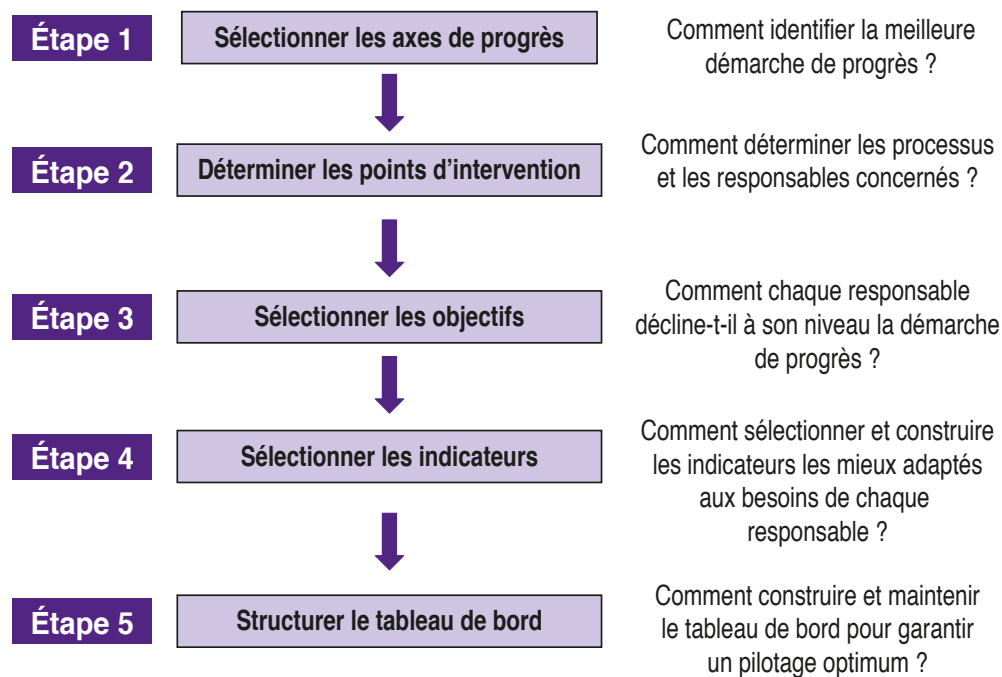 Étape 1
Sélectionner les axes de progrès
Comment identifier la meilleure
démarche de progrès ?
Étape 2
Déterminer les points d'intervention
Comment déterminer les processus
et les responsables concernés ?
Étape 3
Sélectionner les objectifs
Comment chaque responsable
décline-t-il à son niveau la démarche
de progrès ?
Étape 4
Sélectionner les indicateurs
Comment sélectionner et construire
les indicateurs les mieux adaptés
aux besoins de chaque
responsable ?
Étape 5
Structurer le tableau de bord
Comment construire et maintenir
le tableau de bord pour garantir
un pilotage optimum ?